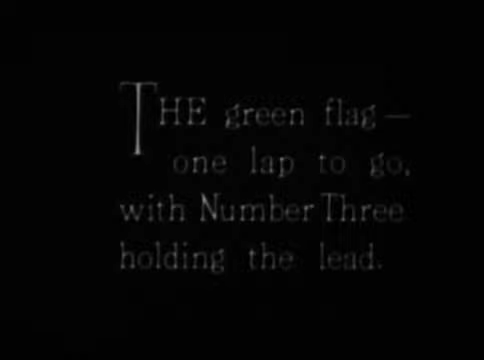 THE green flag—
one lap to go,
with Number Three
holding the lead.